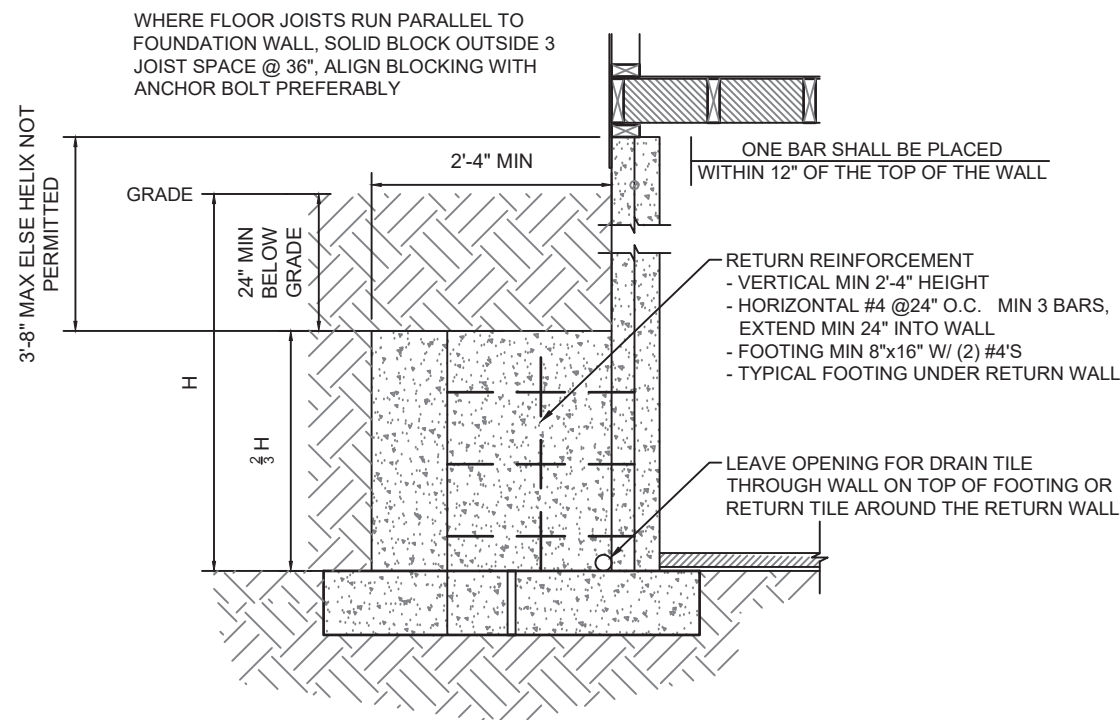 WHERE FLOOR JOISTS RUN PARALLEL TO
FOUNDATION WALL, SOLID BLOCK OUTSIDE 3
JOIST SPACE @ 36", ALIGN BLOCKING WITH
ANCHOR BOLT PREFERABLY
3'-8" MAX ELSE HELIX NOT
PERMITTED
2'-4" MIN
ONE BAR SHALL BE PLACED
WITHIN 12" OF THE TOP OF THE WALL
GRADE
24" MIN
BELOW
GRADE
RETURN REINFORCEMENT
- VERTICAL MIN 2'-4" HEIGHT
- HORIZONTAL #4 @24" O.C. MIN 3 BARS,
EXTEND MIN 24" INTO WALL
- FOOTING MIN 8"x16" W/ (2) #4'S
- TYPICAL FOOTING UNDER RETURN WALL
H
2/3 H
LEAVE OPENING FOR DRAIN TILE
THROUGH WALL ON TOP OF FOOTING OR
RETURN TILE AROUND THE RETURN WALL